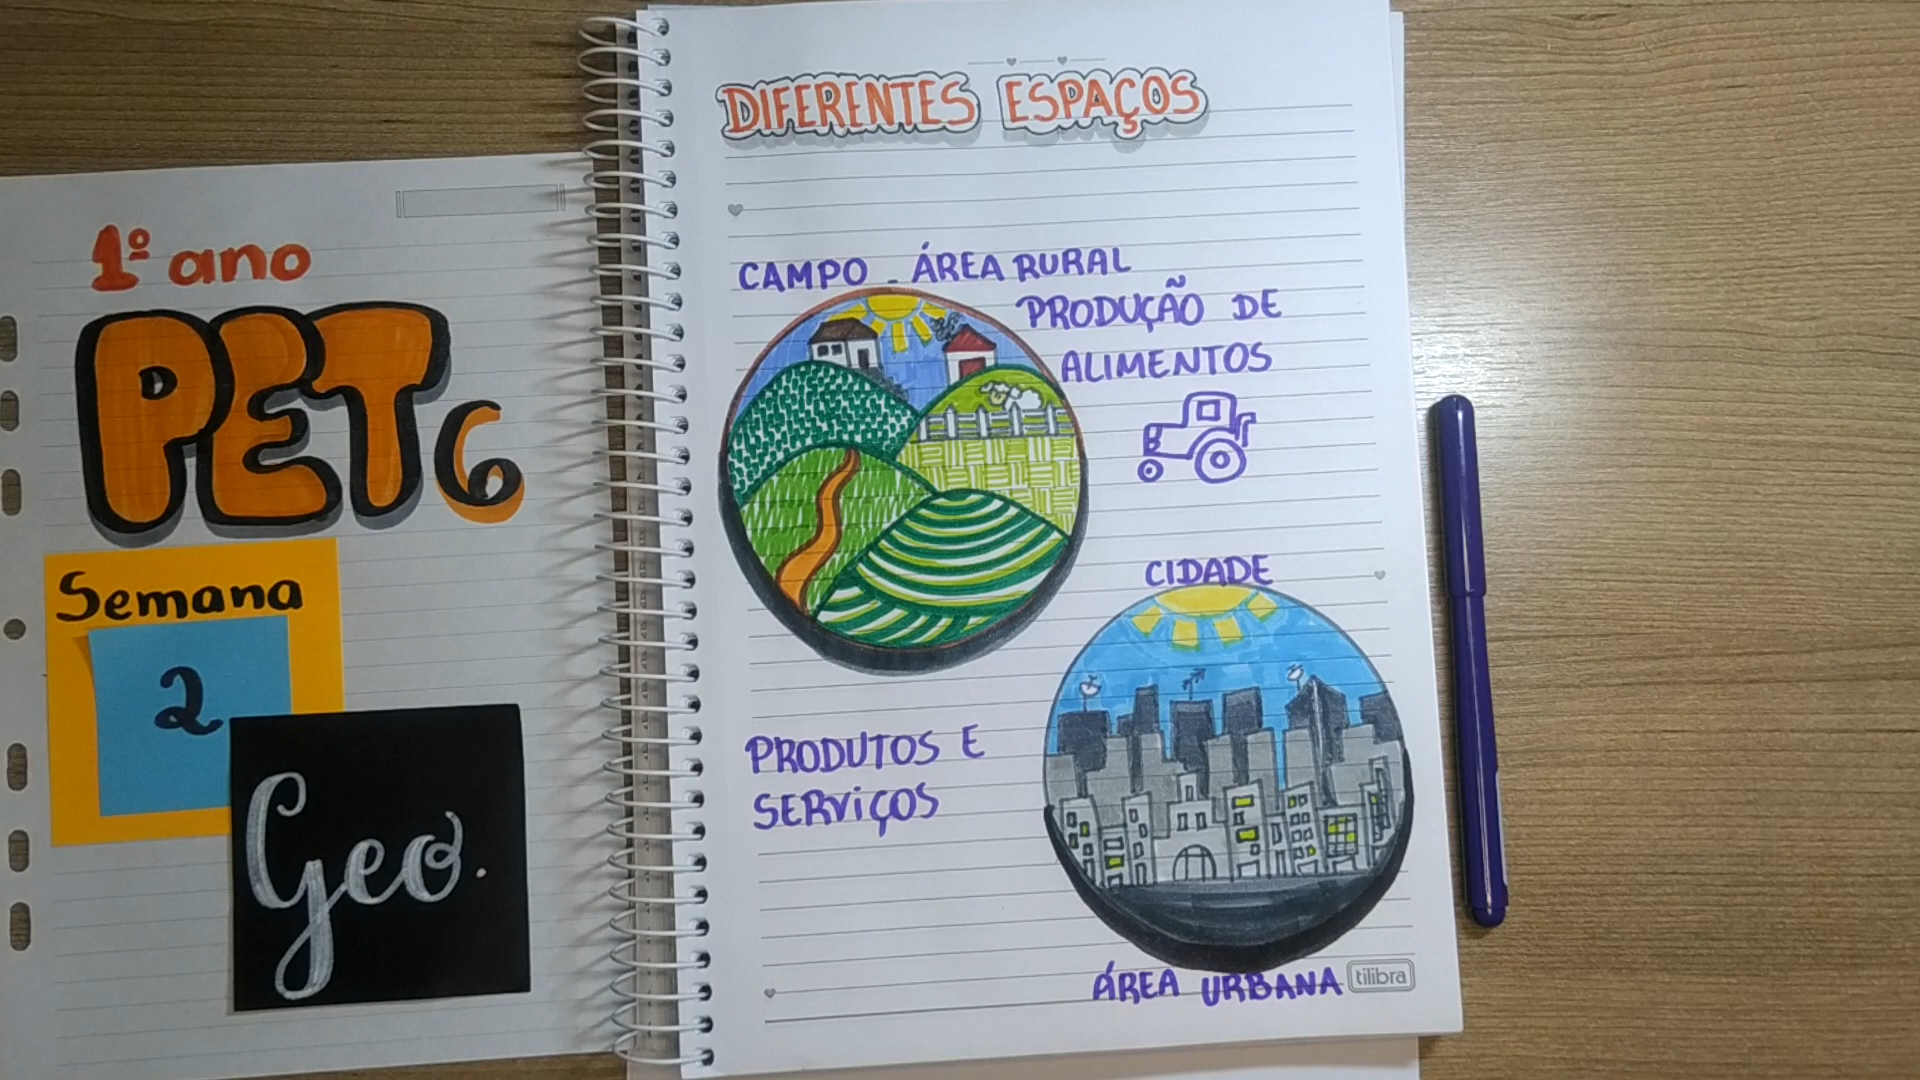 1º ano
PET 6
Semana
2
Geo.
DIFERENTES ESPAÇOS
CAMPO - ÁREA RURAL
PRODUÇÃO DE
ALIMENTOS
CIDADE
PRODUTOS E
SERVIÇOS
ÁREA URBANA
tilibra